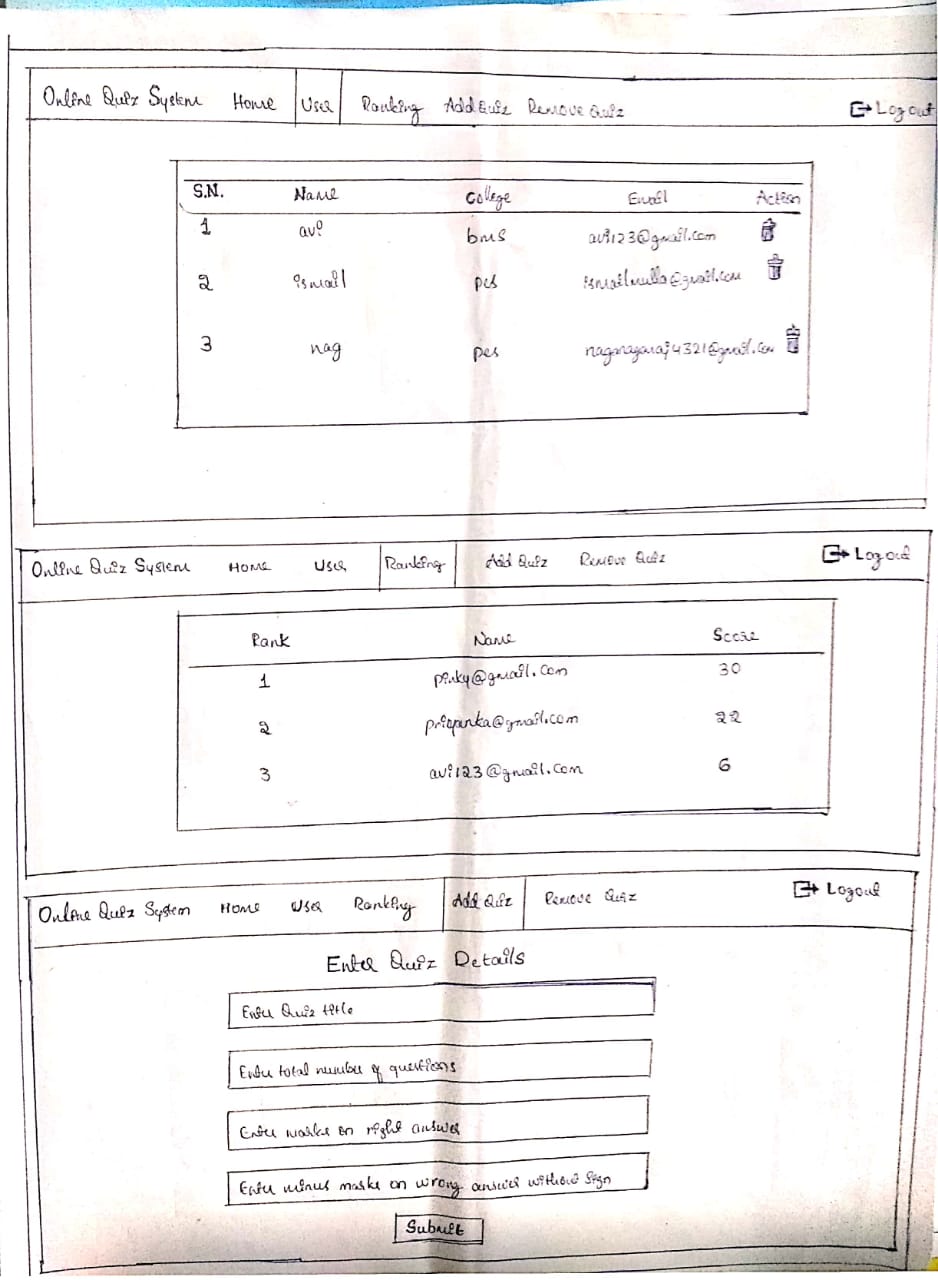 Online Quiz System Home User Ranking Add Quiz Remove Quiz Logout
S.N. Name College Email Action
1 avi bms avi123@gmail.com
2 ismail pes ismailmulla@gmail.com
3 nag pes naganagaraj4321@gmail.com
Online Quiz System Home User Ranking Add Quiz Remove Quiz Logout
Rank Name Score
1 pinky@gmail.com 30
2 priyanka@gmail.com 22
3 avi123@gmail.com 6
Online Quiz System Home User Ranking Add Quiz Remove Quiz Logout
Enter Quiz Details
Enter Quiz title
Enter total number of questions
Enter marks on right answer
Enter minus marks on wrong answer without sign
Submit